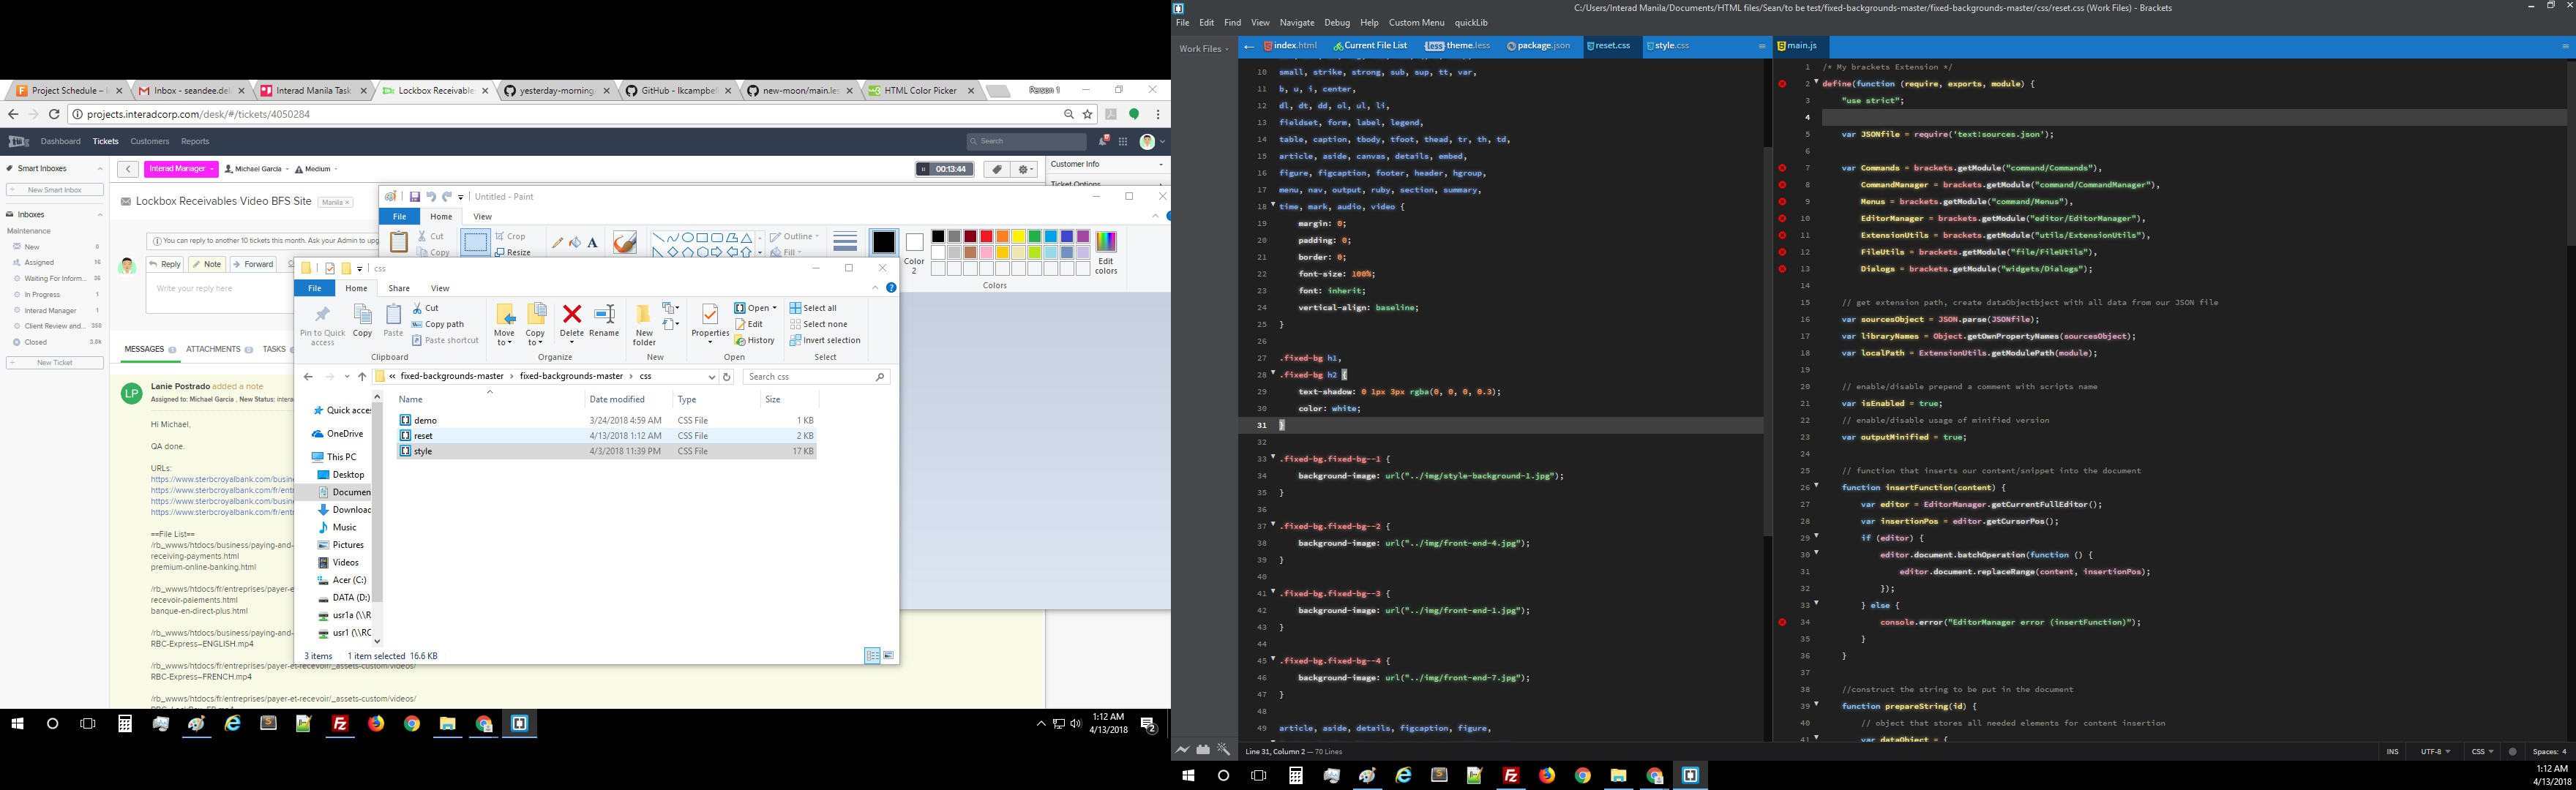 Project Schedule –
Inbox - seandee.del
Interad Manila Task
Lockbox Receivable
yesterday-morning
GitHub - lkcampbel
new-moon/main.les
HTML Color Picker
Person 1
projects.interadcorp.com/desk/#/tickets/4050284
Dashboard
Tickets
Customers
Reports
Search
Smart Inboxes
New Smart Inbox
Inboxes
Maintenance
New 8
Assigned 16
Waiting For Inform... 36
In Progress 1
Interad Manager 1
Client Review and... 358
Closed 3.8k
New Ticket
Interad Manager
Michael Garcia
Medium
00:13:44
Customer Info
Ticket Options
Lockbox Receivables Video BFS Site
Manila ×
You can reply to another 10 tickets this month. Ask your Admin to upg
Reply
Note
Forward
Write your reply here
MESSAGES
ATTACHMENTS
TASKS
LP
Lanie Postrado added a note
Assigned to: Michael Garcia , New Status: intera
Hi Michael,
QA done.
URLs:
https://www.sterbcroyalbank.com/busin
https://www.sterbcroyalbank.com/fr/entr
https://www.sterbcroyalbank.com/busin
https://www.sterbcroyalbank.com/fr/entr
==File List==
/rb_wwws/htdocs/business/paying-and-
receiving-payments.html
premium-online-banking.html
/rb_wwws/htdocs/fr/entreprises/payer-e
recevoir-paiements.html
banque-en-direct-plus.html
/rb_wwws/htdocs/business/paying-and-
RBC-Express-ENGLISH.mp4
/rb_wwws/htdocs/fr/entreprises/payer-et-recevoir/_assets-custom/videos/
RBC-Express-FRENCH.mp4
/rb_wwws/htdocs/fr/entreprises/payer-et-recevoir/_assets-custom/videos/
Untitled - Paint
File
Home
View
Cut
Copy
Crop
Resize
Outline
Fill
Color
2
Edit
colors
Colors
css
File
Home
Share
View
Pin to Quick
access
Copy
Paste
Cut
Copy path
Paste shortcut
Clipboard
Move
to
Copy
to
Delete
Rename
Organize
New
folder
New
Properties
Open
Edit
History
Open
Select all
Select none
Invert selection
Select
« fixed-backgrounds-master › fixed-backgrounds-master › css
Search css
Name
Date modified
Type
Size
demo 3/24/2018 4:59 AM CSS File 1 KB
reset 4/13/2018 1:12 AM CSS File 2 KB
style 4/3/2018 11:39 PM CSS File 17 KB
Quick acces
OneDrive
This PC
Desktop
Documen
Downloac
Music
Pictures
Videos
Acer (C:)
DATA (D:)
usr1a (\\R
usr1 (\\RC
3 items
1 item selected 16.6 KB
1:12 AM
4/13/2018
C:/Users/Interad Manila/Documents/HTML files/Sean/to be test/fixed-backgrounds-master/fixed-backgrounds-master/css/reset.css (Work Files) - Brackets
File Edit Find View Navigate Debug Help Custom Menu quickLib
Work Files
index.html
Current File List
less theme.less
package.json
reset.css
style.css
main.js
10 small, strike, strong, sub, sup, tt, var,
11 b, u, i, center,
12 dl, dt, dd, ol, ul, li,
13 fieldset, form, label, legend,
14 table, caption, tbody, tfoot, thead, tr, th, td,
15 article, aside, canvas, details, embed,
16 figure, figcaption, footer, header, hgroup,
17 menu, nav, output, ruby, section, summary,
18 time, mark, audio, video {
19 margin: 0;
20 padding: 0;
21 border: 0;
22 font-size: 100%;
23 font: inherit;
24 vertical-align: baseline;
25 }
26
27 .fixed-bg h1,
28 .fixed-bg h2 {
29 text-shadow: 0 1px 3px rgba(0, 0, 0, 0.3);
30 color: white;
31 }
32
33 .fixed-bg.fixed-bg--1 {
34 background-image: url("../img/style-background-1.jpg");
35 }
36
37 .fixed-bg.fixed-bg--2 {
38 background-image: url("../img/front-end-4.jpg");
39 }
40
41 .fixed-bg.fixed-bg--3 {
42 background-image: url("../img/front-end-1.jpg");
43 }
44
45 .fixed-bg.fixed-bg--4 {
46 background-image: url("../img/front-end-7.jpg");
47 }
48
49 article, aside, details, figcaption, figure,
1 /* My brackets Extension */
2 define(function (require, exports, module) {
3 "use strict";
4
5 var JSONfile = require('text!sources.json');
6
7 var Commands = brackets.getModule("command/Commands"),
8 CommandManager = brackets.getModule("command/CommandManager"),
9 Menus = brackets.getModule("command/Menus"),
10 EditorManager = brackets.getModule("editor/EditorManager"),
11 ExtensionUtils = brackets.getModule("utils/ExtensionUtils"),
12 FileUtils = brackets.getModule("file/FileUtils"),
13 Dialogs = brackets.getModule("widgets/Dialogs");
14
15 // get extension path, create dataObjectbject with all data from our JSON file
16 var sourcesObject = JSON.parse(JSONfile);
17 var libraryNames = Object.getOwnPropertyNames(sourcesObject);
18 var localPath = ExtensionUtils.getModulePath(module);
19
20 // enable/disable prepend a comment with scripts name
21 var isEnabled = true;
22 // enable/disable usage of minified version
23 var outputMinified = true;
24
25 // function that inserts our content/snippet into the document
26 function insertFunction(content) {
27 var editor = EditorManager.getCurrentFullEditor();
28 var insertionPos = editor.getCursorPos();
29 if (editor) {
30 editor.document.batchOperation(function () {
31 editor.document.replaceRange(content, insertionPos);
32 });
33 } else {
34 console.error("EditorManager error (insertFunction)");
35 }
36 }
37
38 //construct the string to be put in the document
39 function prepareString(id) {
40 // object that stores all needed elements for content insertion
41 var dataObject = {
Line 31, Column 2 — 70 Lines
INS
UTF-8
CSS
Spaces: 4
1:12 AM
4/13/2018